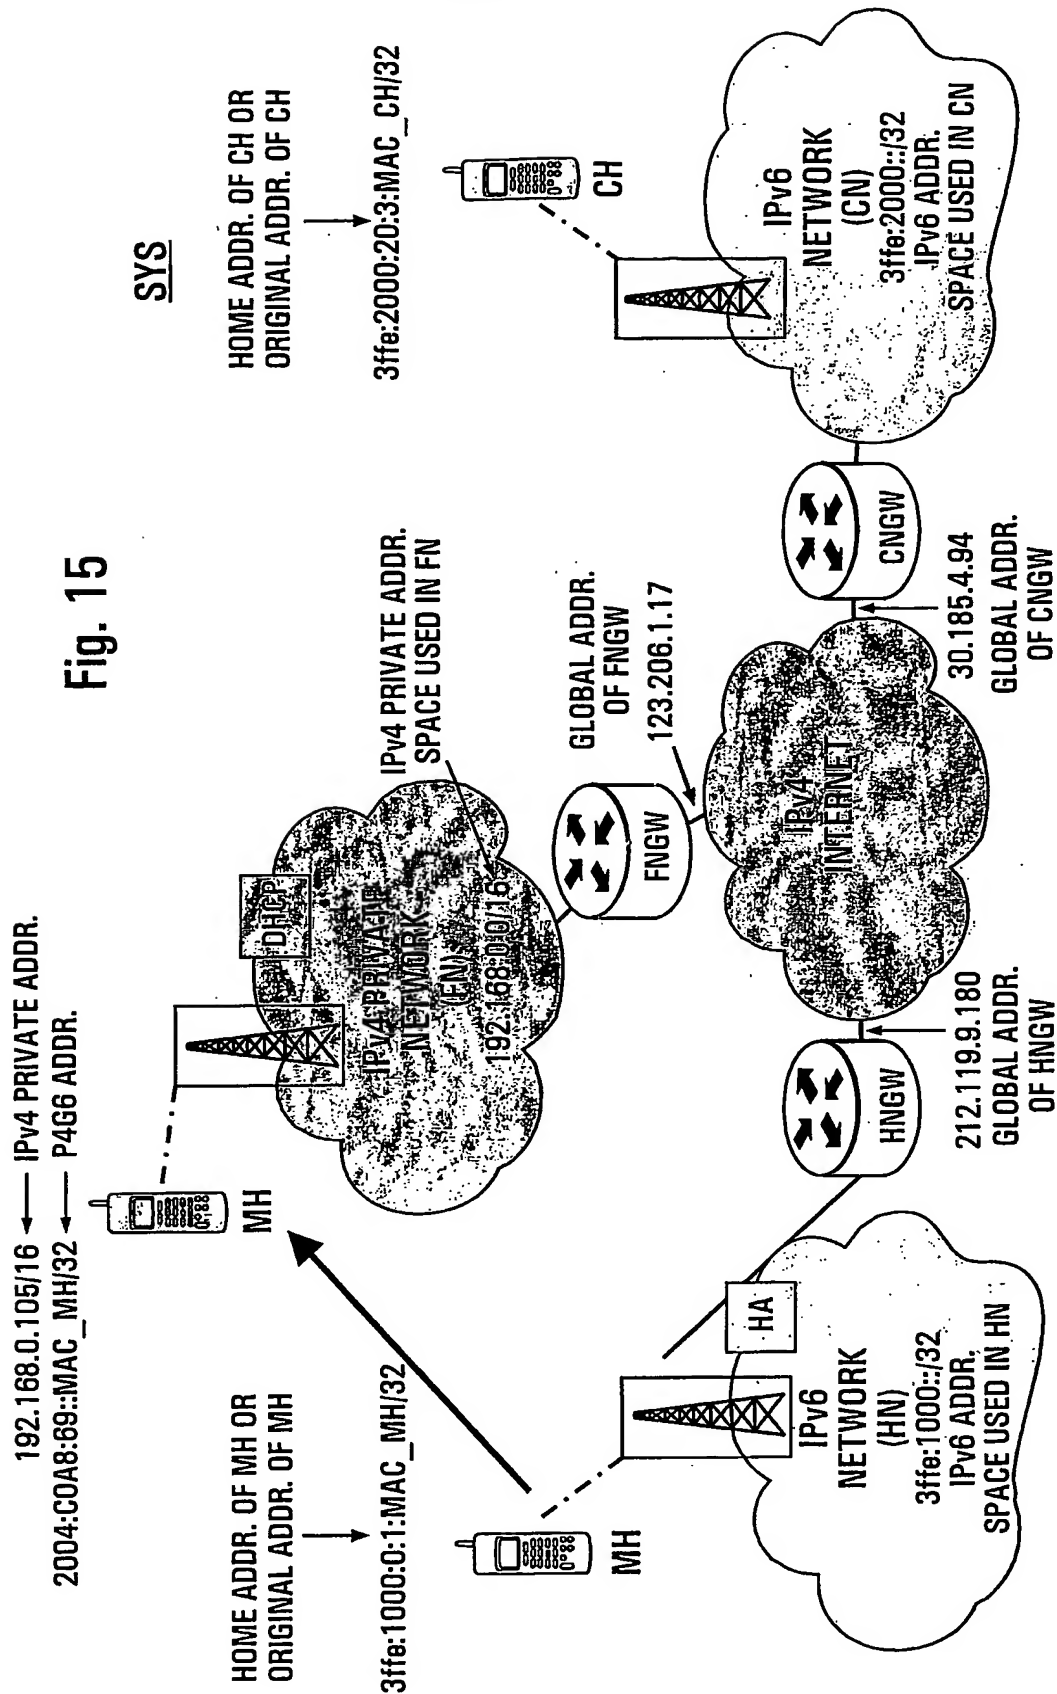 Fig. 15
SYS
192.168.0.105/16
IPv4 PRIVATE ADDR.
2004:C0A8:69::MAC_MH/32
P4G6 ADDR.
MH
HOME ADDR. OF MH OR
ORIGINAL ADDR. OF MH
3ffe:1000:0:1:MAC_MH/32
MH
HA
IPv6
NETWORK
(HN)
3ffe:1000::/32
IPv6 ADDR.
SPACE USED IN HN
HNGW
212.119.9.180
GLOBAL ADDR.
OF HNGW
DHCP
IPv4 PRIVATE
NETWORK
(FN)
192.168.0.0/16
IPv4 PRIVATE ADDR.
SPACE USED IN FN
FNGW
GLOBAL ADDR.
OF FNGW
123.206.1.17
IPv4
INTERNET
30.185.4.94
GLOBAL ADDR.
OF CNGW
CNGW
HOME ADDR. OF CH OR
ORIGINAL ADDR. OF CH
3ffe:2000:20:3:MAC_CH/32
CH
IPv6
NETWORK
(CN)
3ffe:2000::/32
IPv6 ADDR.
SPACE USED IN CN